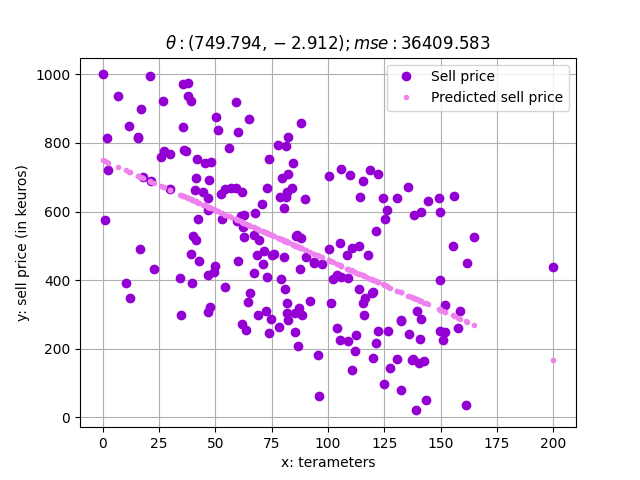 θ : (749.794, − 2.912); mse : 36409.583
Sell price
Predicted sell price
1000
800
600
400
200
0
y: sell price (in keuros)
0 25 50 75 100 125 150 175 200
x: terameters